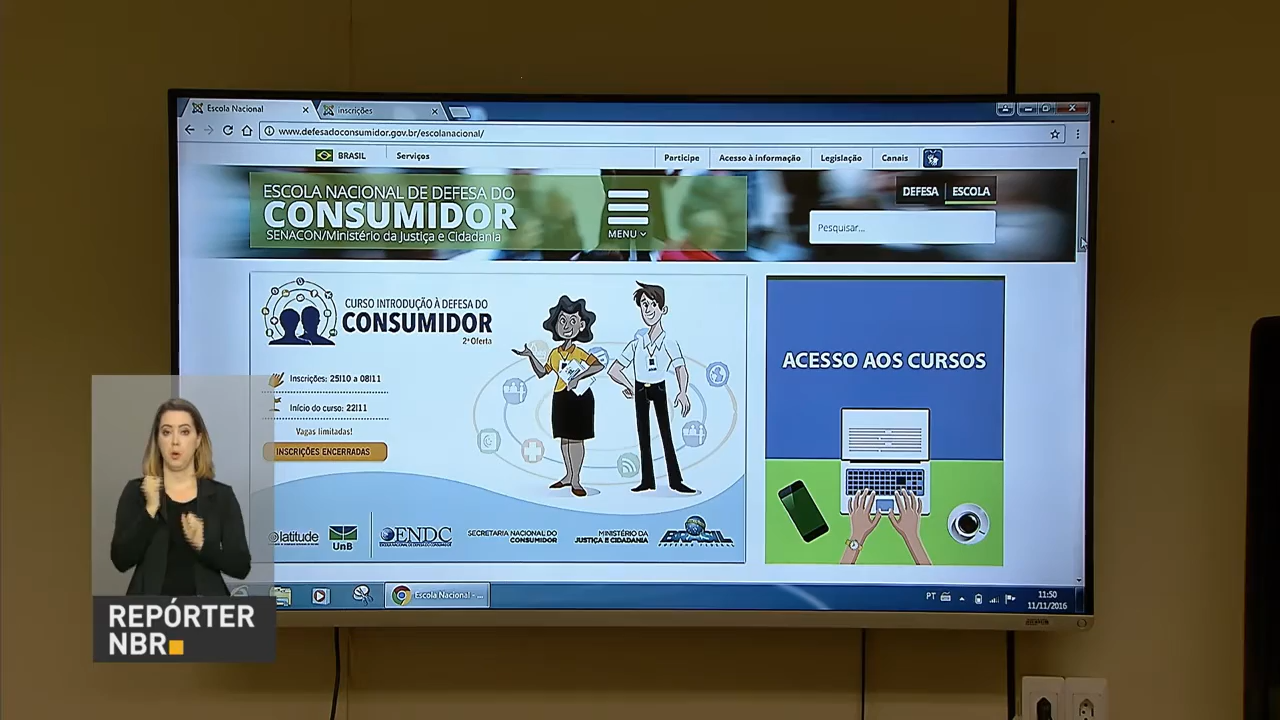 Escola Nacional
inscrições
www.defesadoconsumidor.gov.br/escolanacional/
BRASIL
Serviços
Participe
Acesso à informação
Legislação
Canais
ESCOLA NACIONAL DE DEFESA DO
CONSUMIDOR
SENACON/Ministério da Justiça e Cidadania
MENU
DEFESA
ESCOLA
Pesquisar...
CURSO INTRODUÇÃO À DEFESA DO
CONSUMIDOR
2ª Oferta
Inscrições: 25|10 a 08|11
Início do curso: 22|11
Vagas limitadas!
INSCRIÇÕES ENCERRADAS
latitude
UnB
ENDC
SECRETARIA NACIONAL DO
CONSUMIDOR
MINISTÉRIO DA
JUSTIÇA E CIDADANIA
BRASIL
ACESSO AOS CURSOS
Escola Nacional - ...
PT
11:50
11/11/2016
REPÓRTER
NBR